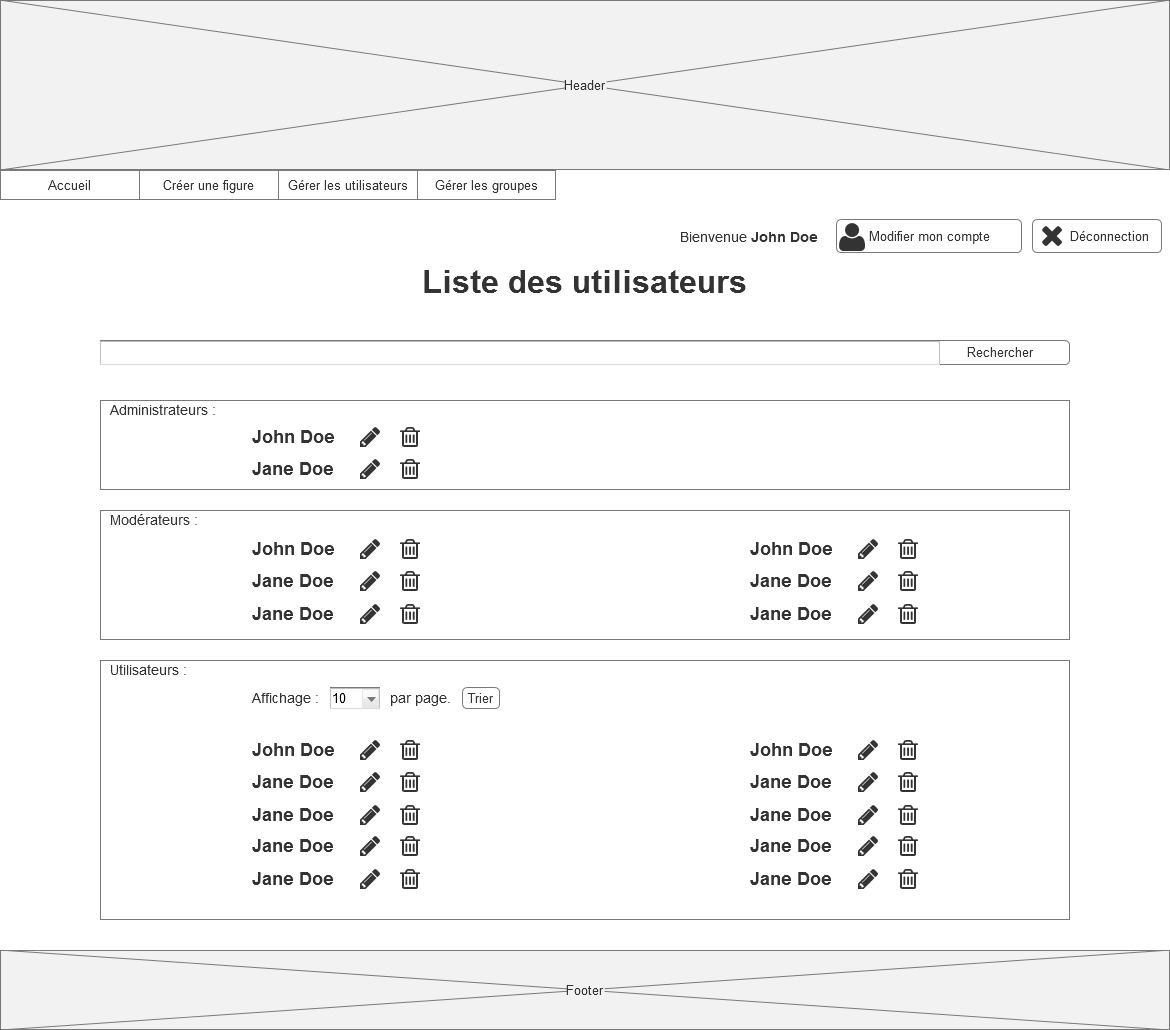 Header
Accueil Créer une figure Gérer les utilisateurs Gérer les groupes
Bienvenue John Doe Modifier mon compte Déconnection
Liste des utilisateurs
Rechercher
Administrateurs :
John Doe
Jane Doe
Modérateurs :
John Doe John Doe
Jane Doe Jane Doe
Jane Doe Jane Doe
Utilisateurs :
Affichage : 10 par page. Trier
John Doe John Doe
Jane Doe Jane Doe
Jane Doe Jane Doe
Jane Doe Jane Doe
Jane Doe Jane Doe
Footer